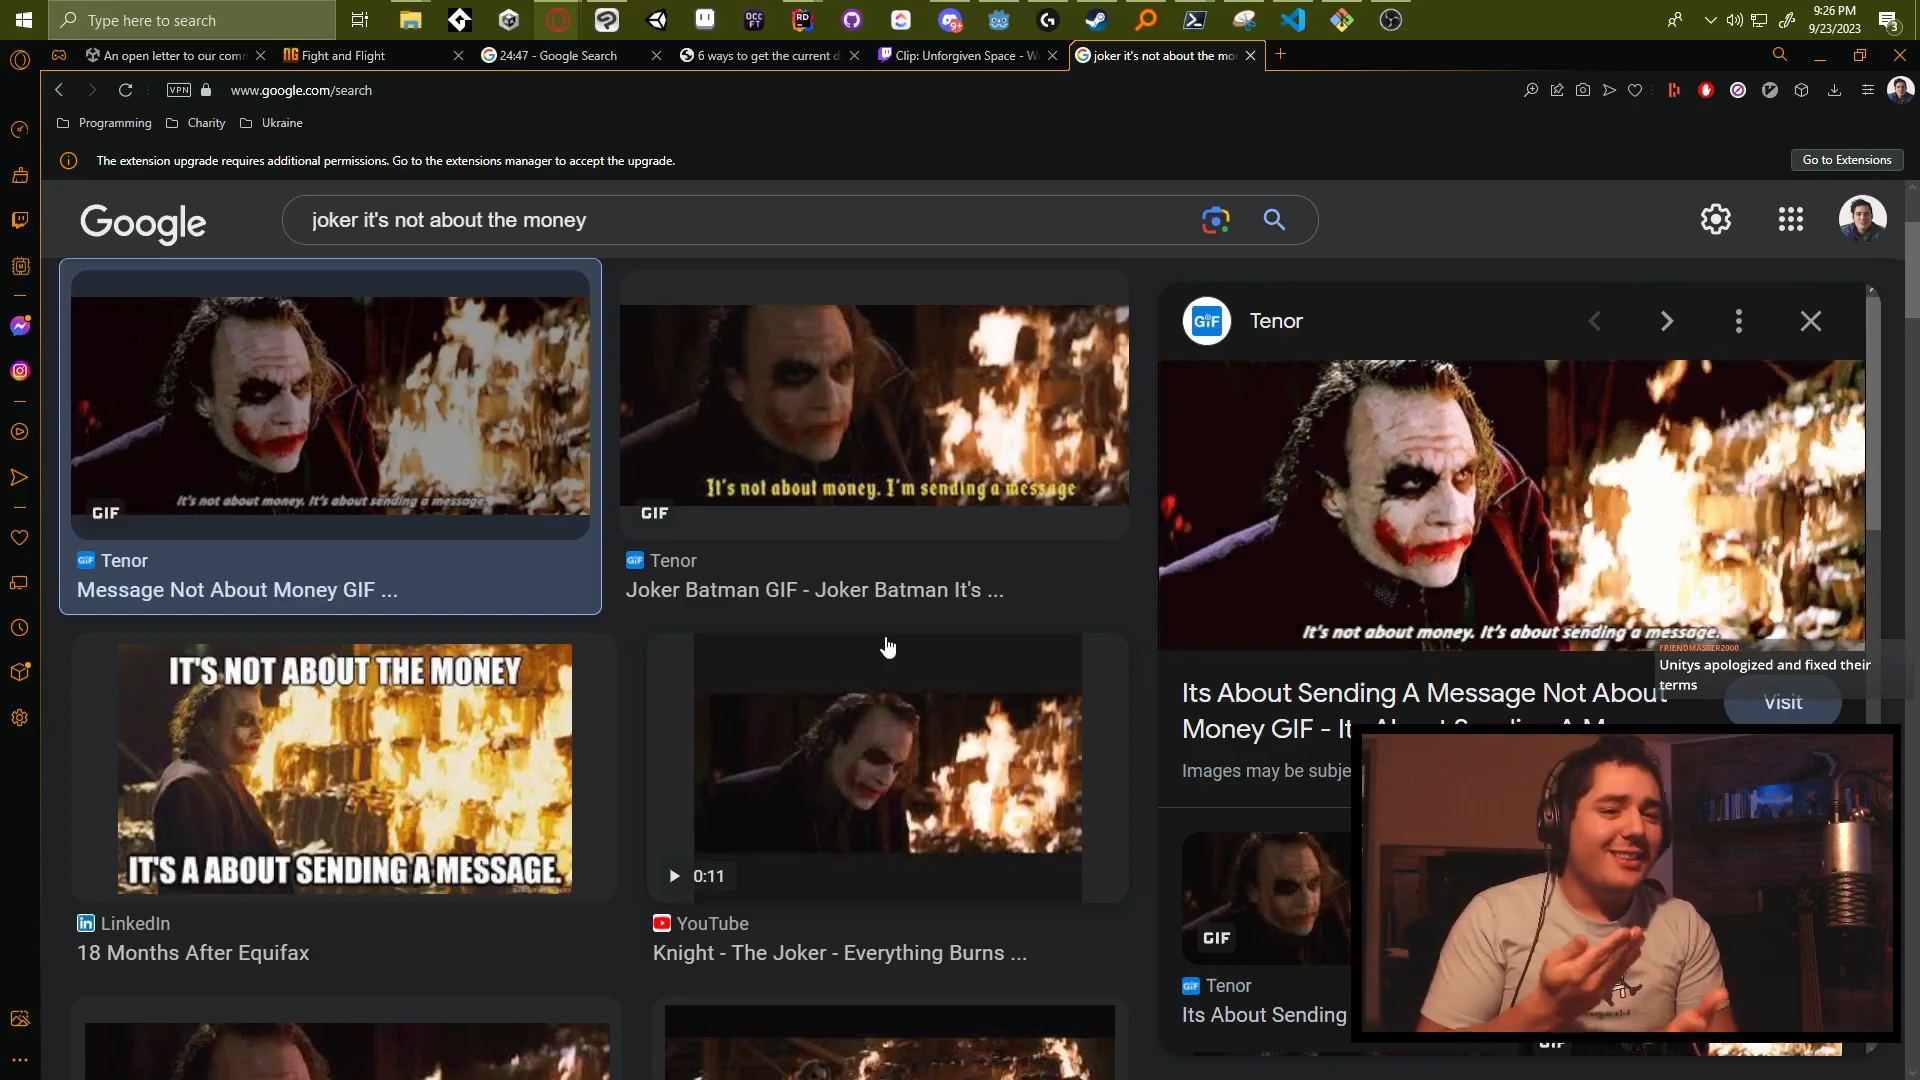 Type here to search
9:26 PM
9/23/2023
3
An open letter to our com
Fight and Flight
24:47 - Google Search
6 ways to get the current d
Clip: Unforgiven Space - W
joker it's not about the mo
VPN
www.google.com/search
Programming
Charity
Ukraine
The extension upgrade requires additional permissions. Go to the extensions manager to accept the upgrade.
Go to Extensions
Google
joker it's not about the money
It's not about money. It's about sending a message.
GIF
Tenor
Message Not About Money GIF ...
It's not about money. I'm sending a message
GIF
Tenor
Joker Batman GIF - Joker Batman It's ...
IT'S NOT ABOUT THE MONEY
IT'S A ABOUT SENDING A MESSAGE.
LinkedIn
18 Months After Equifax
0:11
YouTube
Knight - The Joker - Everything Burns ...
GIF
Tenor
It's not about money. It's about sending a message.
FRIENDMASTER2000
Unitys apologized and fixed their
terms
Its About Sending A Message Not About
Money GIF - It
Visit
Images may be subje
GIF
Tenor
Its About Sending
GIF